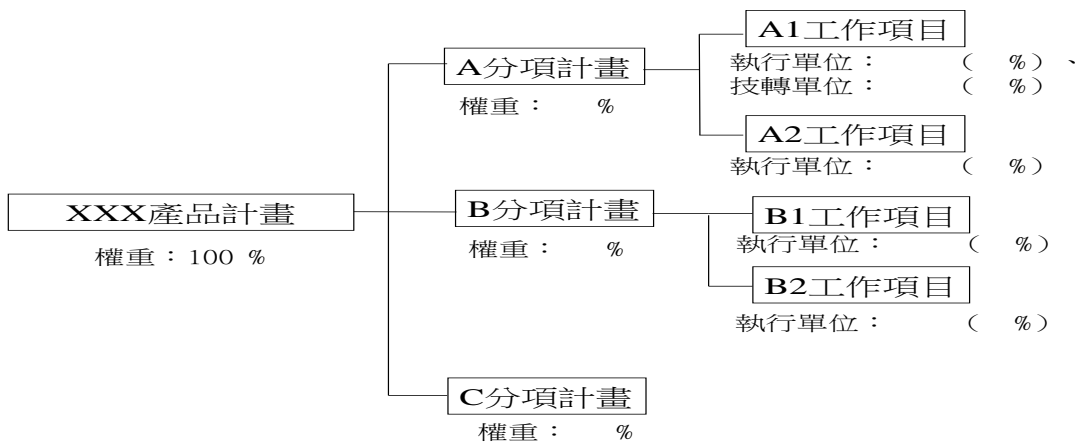 A1工作項目
A分項計畫
執行單位：　　　（　%）、
技轉單位：　　　（　%）
權重：　　%
A2工作項目
執行單位：　　　（　%）
XXX產品計畫
權重：100 %
B分項計畫
權重：　　%
B1工作項目
執行單位：　　　（　%）
B2工作項目
執行單位：　　　（　%）
C分項計畫
權重：　　%